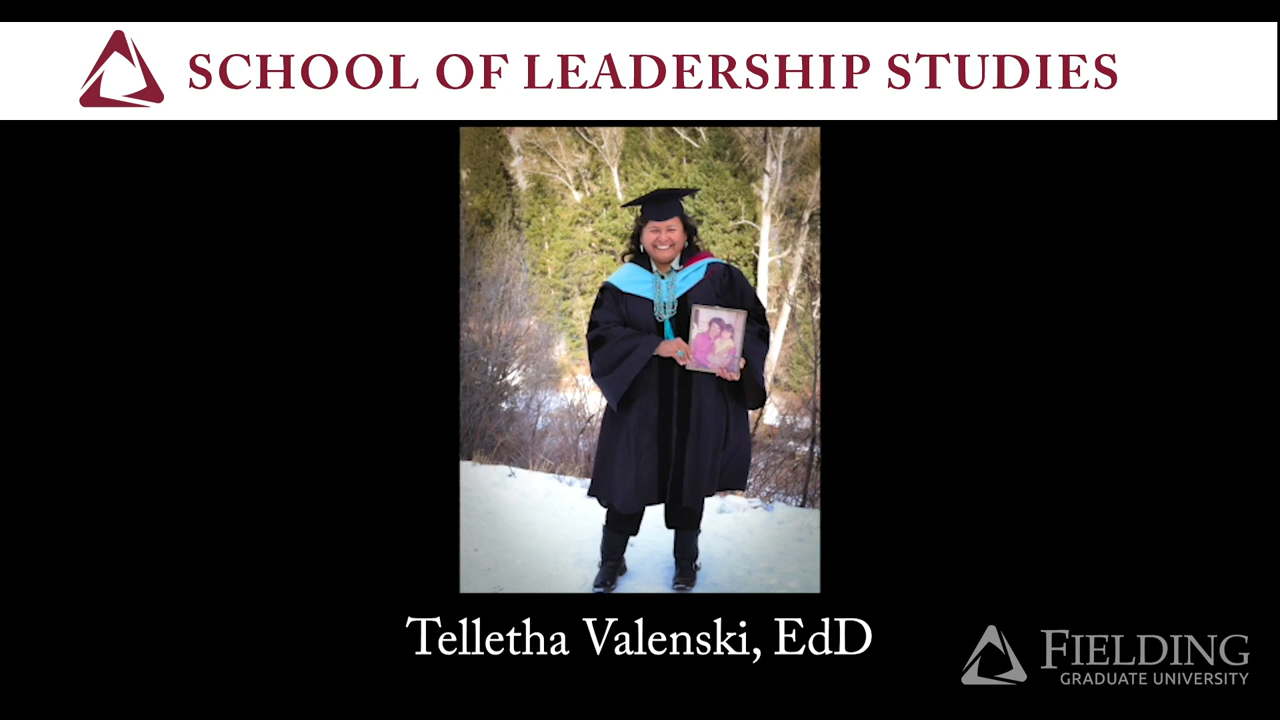 SCHOOL OF LEADERSHIP STUDIES
Telletha Valenski, EdD
FIELDING
GRADUATE UNIVERSITY